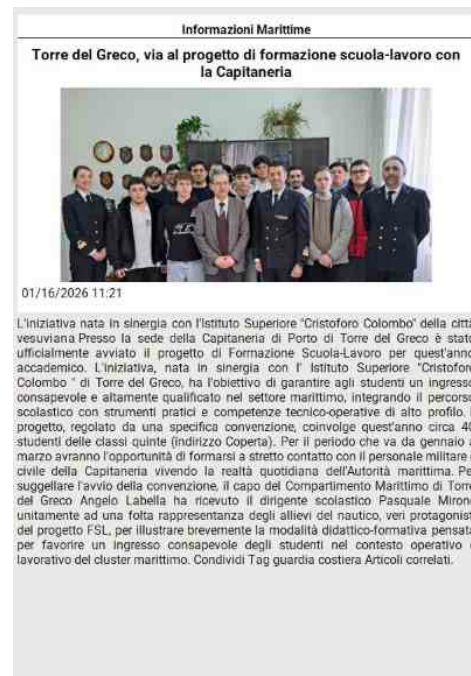 Informazioni Marittime
Torre del Greco, via al progetto di formazione scuola-lavoro con
la Capitaneria
01/16/2026 11:21
L'iniziativa nata in sinergia con l'Istituto Superiore "Cristoforo Colombo" della città
vesuviana Presso la sede della Capitaneria di Porto di Torre del Greco è stato
ufficialmente avviato il progetto di Formazione Scuola-Lavoro per quest'anno
accademico. L'iniziativa, nata in sinergia con l' Istituto Superiore "Cristoforo
Colombo " di Torre del Greco, ha l'obiettivo di garantire agli studenti un ingresso
consapevole e altamente qualificato nel settore marittimo, integrando il percorso
scolastico con strumenti pratici e competenze tecnico-operative di alto profilo.
progetto, regolato da una specifica convenzione, coinvolge quest'anno circa 40
studenti delle classi quinte (indirizzo Coperta). Per il periodo che va da gennaio a
marzo avranno l'opportunità di formarsi a stretto contatto con il personale militare
civile della Capitaneria vivendo la realtà quotidiana dell'Autorità marittima. Per
suggellare l'avvio della convenzione, il capo del Compartimento Marittimo di Torre
del Greco Angelo Labella ha ricevuto il dirigente scolastico Pasquale Mirone
unitamente ad una folta rappresentanza degli allievi del nautico, veri protagonisti
del progetto FSL, per illustrare brevemente la modalità didattico-formativa pensata
per favorire un ingresso consapevole degli studenti nel contesto operativo
lavorativo del cluster marittimo. Condividi Tag guardia costiera Articoli correlati.